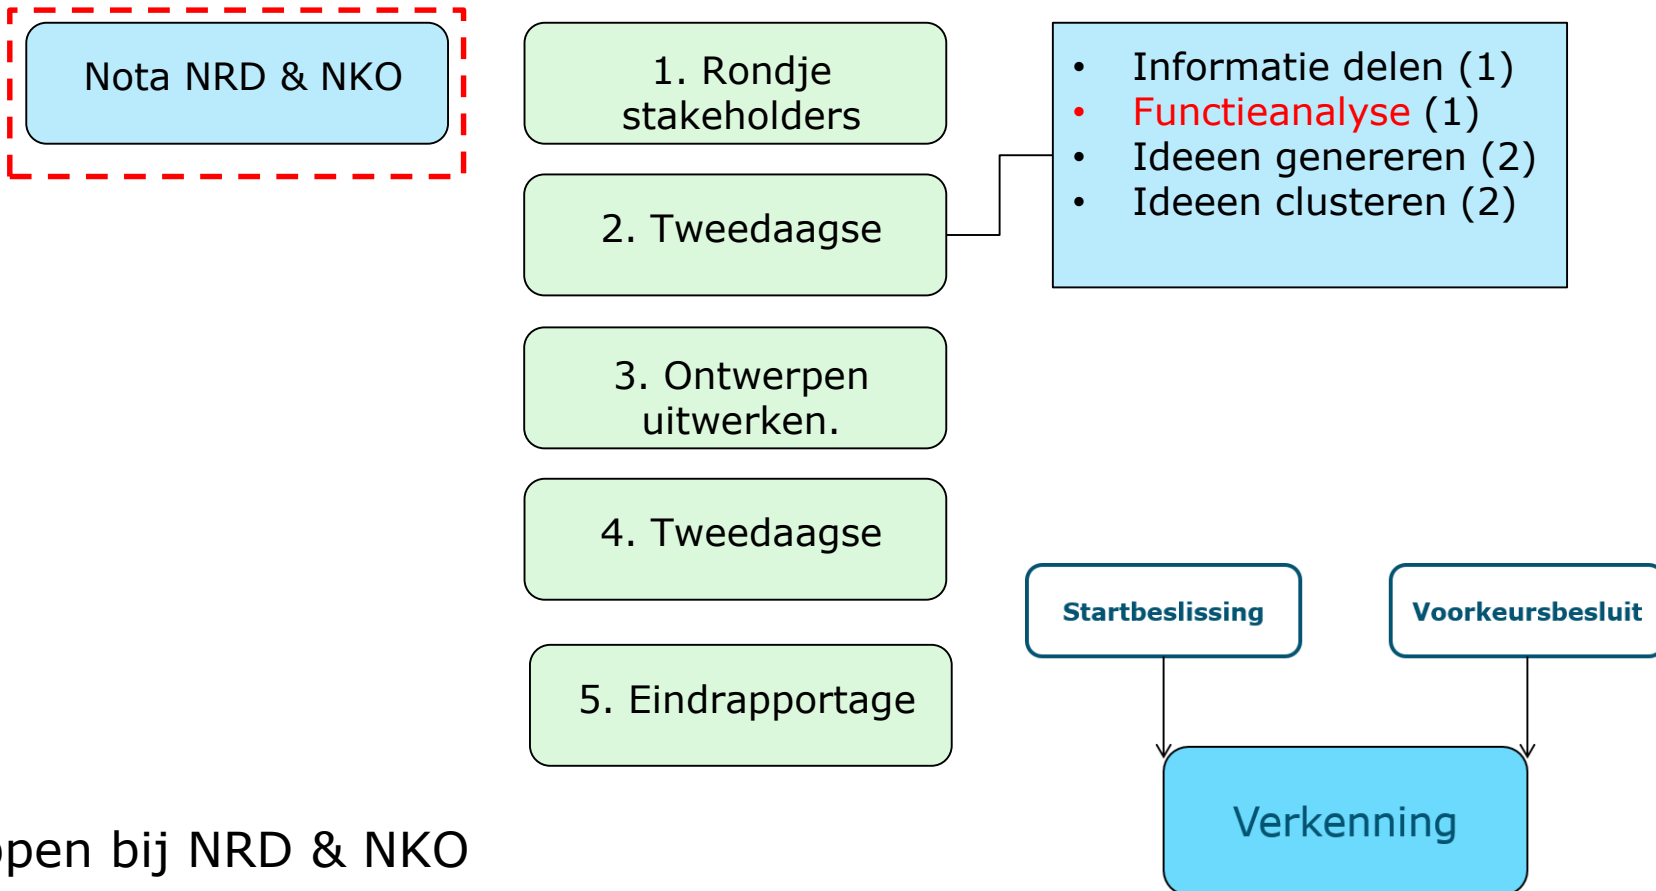 Nota NRD & NKO
1. Rondje
stakeholders
2. Tweedaagse
3. Ontwerpen
uitwerken.
4. Tweedaagse
5. Eindrapportage
• Informatie delen (1)
• Functieanalyse (1)
• Ideeen genereren (2)
• Ideeen clusteren (2)
Startbeslissing
Voorkeursbesluit
Verkenning
bij NRD & NKO